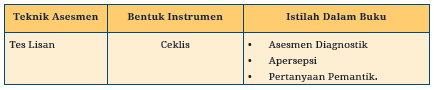 Teknik Asesmen Bentuk Instrumen Istilah Dalam Buku
Tes Lisan Ceklis • Asesmen Diagnostik
• Apersepsi
• Pertanyaan Pemantik.